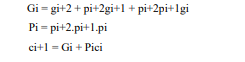 Gi = gi+2 + pi+2gi+1 + pi+2pi+1gi
Pi = pi+2.pi+1.pi
ci+1 = Gi + Pici